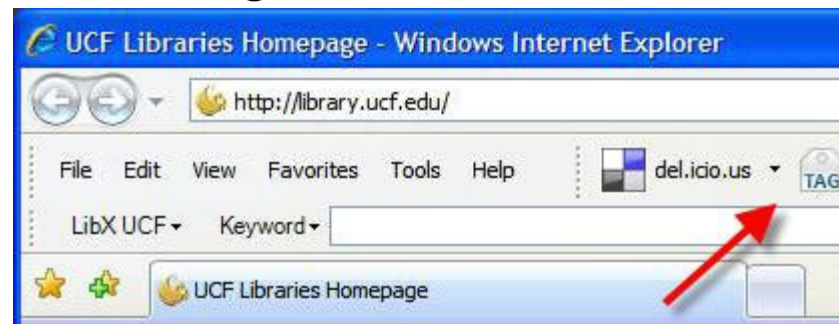 UCF Libraries Homepage - Windows Internet Explorer
http://library.ucf.edu/
File Edit View Favorites Tools Help del.icio.us TAG
LibX UCF Keyword
UCF Libraries Homepage